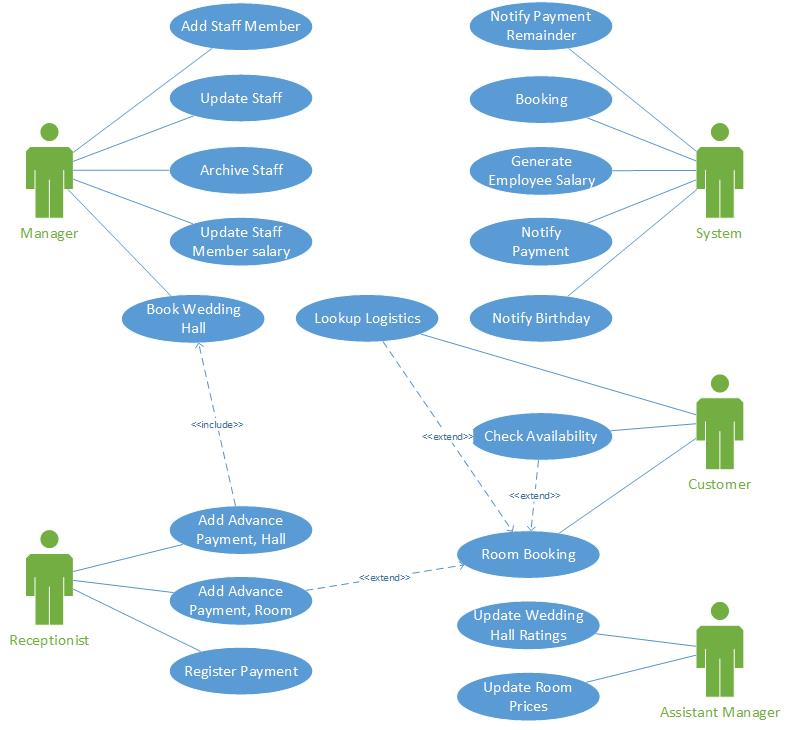 Add Staff Member
Notify Payment
Remainder
Update Staff
Booking
Archive Staff
Generate
Employee Salary
Manager
System
Update Staff
Member salary
Notify
Payment
Book Wedding
Hall
Lookup Logistics
Notify Birthday
<<include>>
<<extend>>
Check Availability
Customer
<<extend>>
Add Advance
Payment, Hall
Room Booking
<<extend>>
Add Advance
Payment, Room
Receptionist
Update Wedding
Hall Ratings
Register Payment
Update Room
Prices
Assistant Manager